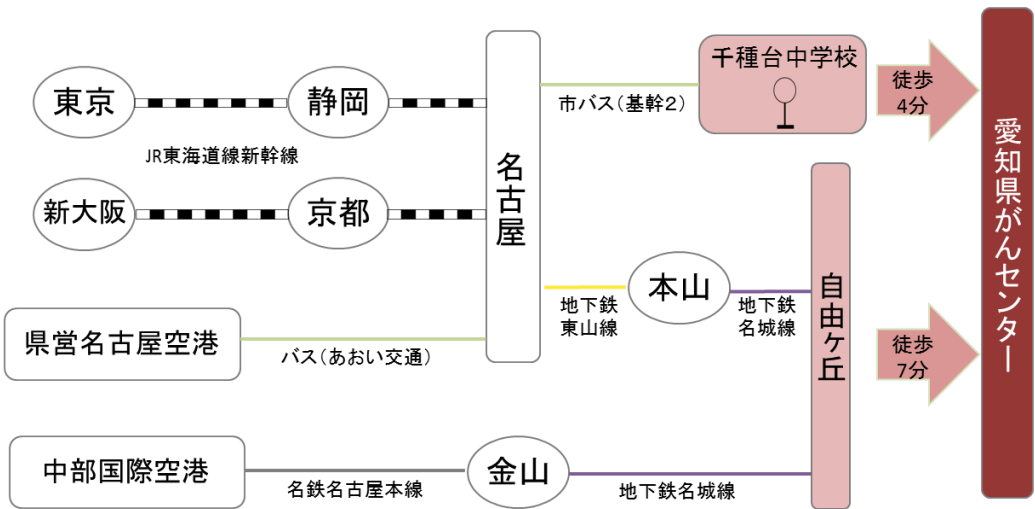 千種台中学校
徒歩
4分
市バス（基幹2）
東京
静岡
JR東海道線新幹線
新大阪
京都
名古屋
本山
地下鉄
東山線
地下鉄
名城線
県営名古屋空港
バス（あおい交通）
自由ヶ丘
徒歩
7分
中部国際空港
名鉄名古屋本線
金山
地下鉄名城線
愛知県がんセンター